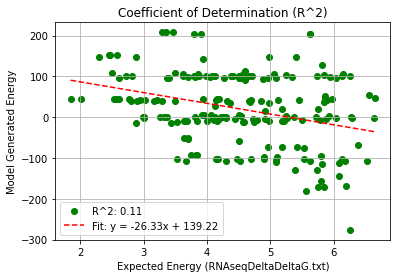 Coefficient of Determination (R^2)
200
100
0
−100
−200
−300
Model Generated Energy
R^2: 0.11
Fit: y = -26.33x + 139.22
2
3
4
5
6
Expected Energy (RNAseqDeltaDeltaG.txt)